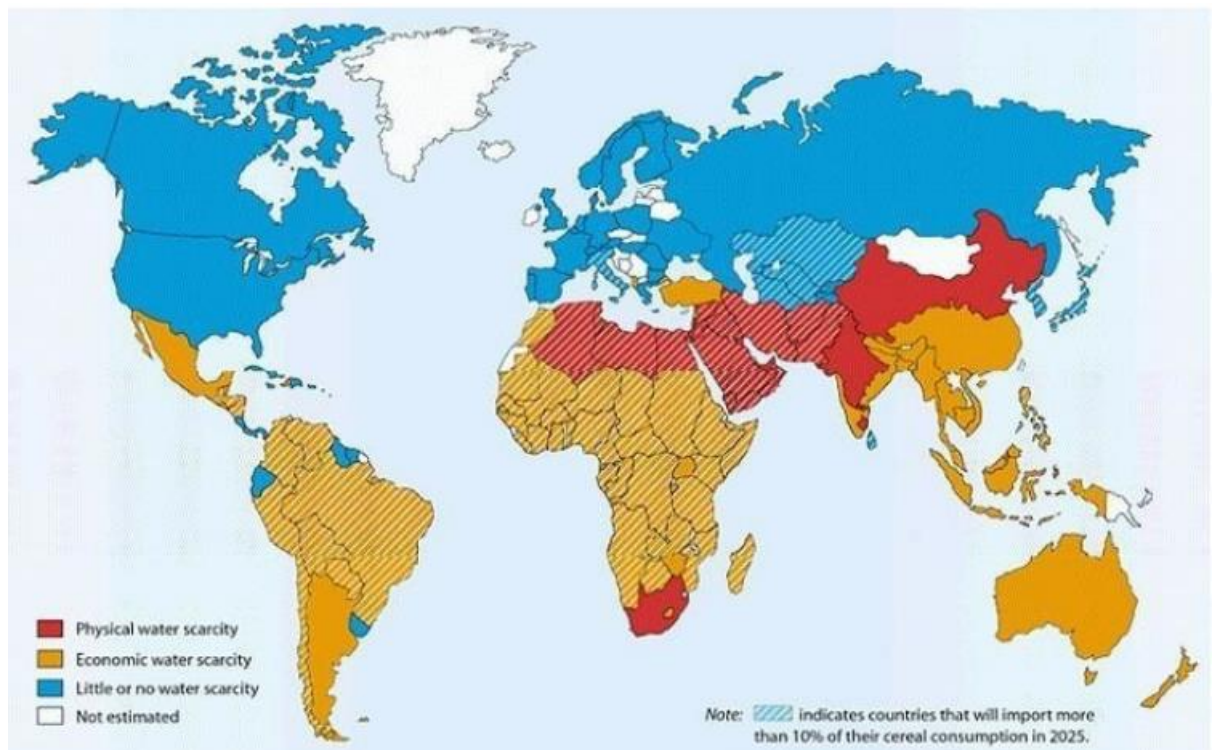 Physical water scarcity
Economic water scarcity
Little or no water scarcity
Not estimated
Note: indicates countries that will import more
than 10% of their cereal consumption in 2025.